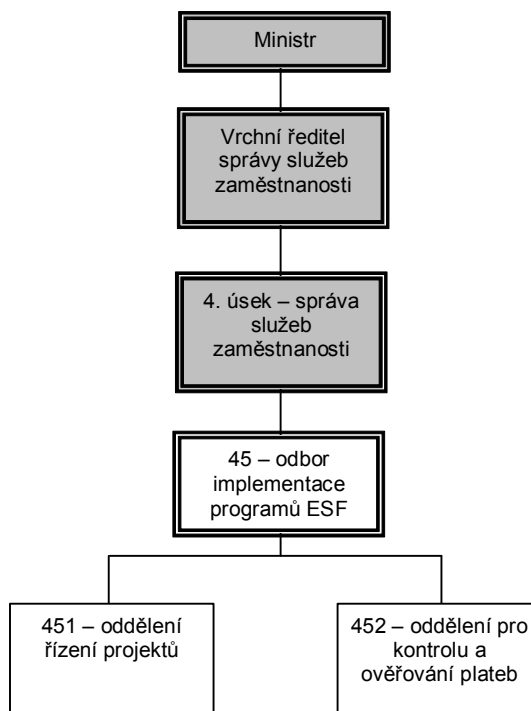 Ministr
Vrchní ředitel
správy služeb
zaměstnanosti
4. úsek – správa
služeb
zaměstnanosti
45 – odbor
implementace
programů ESF
451 – oddělení
řízení projektů
452 – oddělení pro
kontrolu a
ověřování plateb